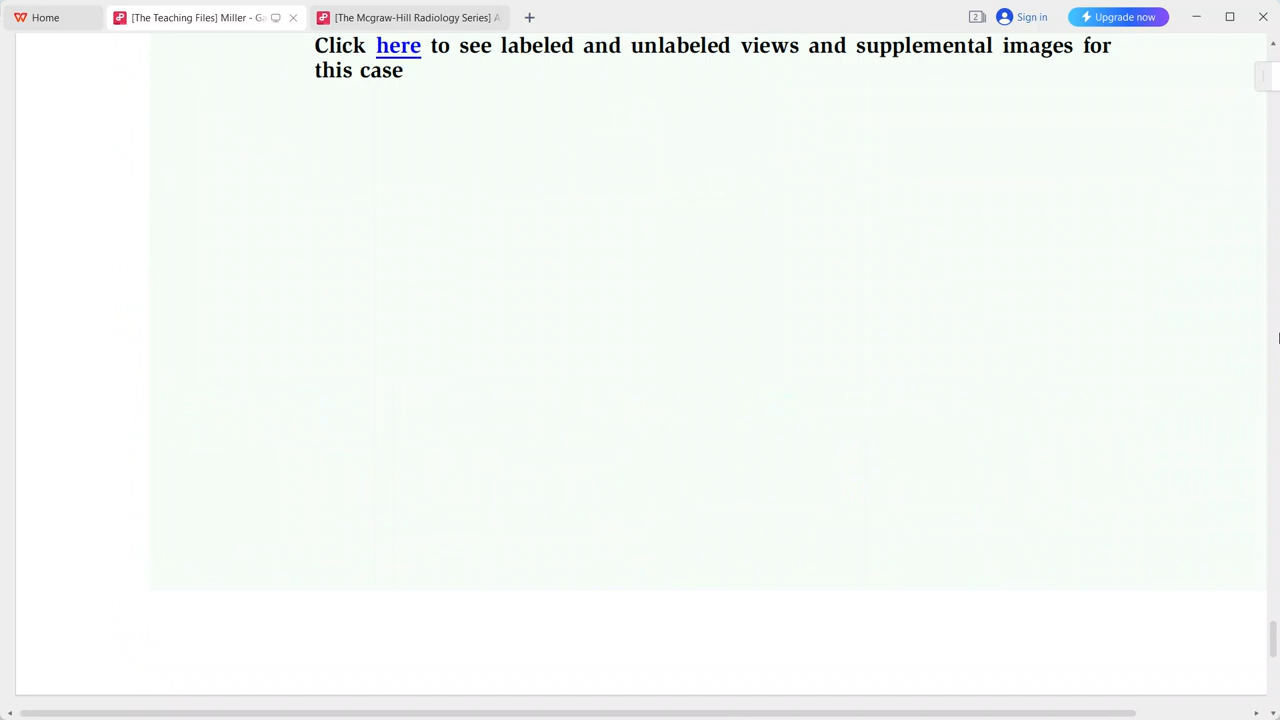 Home
[The Teaching Files] Miller - Ga
[The Mcgraw-Hill Radiology Series] A
2
Sign in
Upgrade now
Click here to see labeled and unlabeled views and supplemental images for
this case